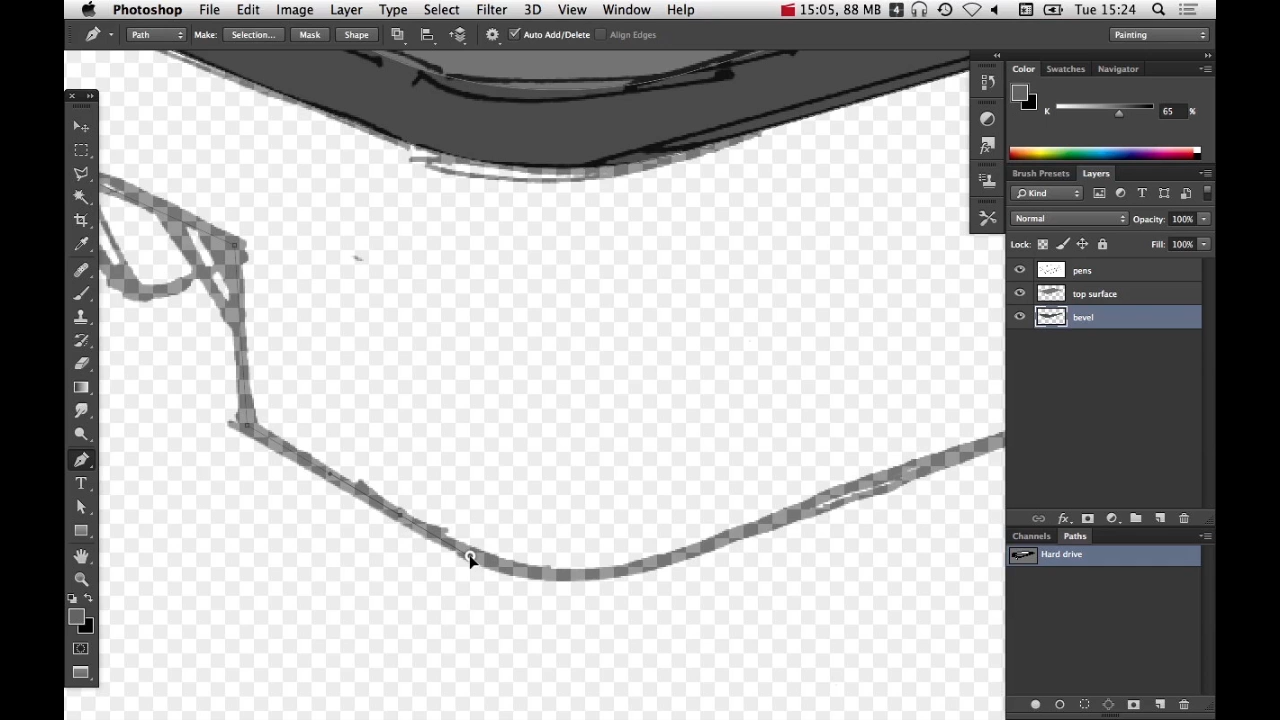 Photoshop File Edit Image Layer Type Select Filter 3D View Window Help 15:05, 88 MB 4 Tue 15:24
Path Make: Selection... Mask Shape Auto Add/Delete Align Edges Painting
Color Swatches Navigator
K 65 %
Brush Presets Layers
Kind T
Normal Opacity: 100%
Lock: Fill: 100%
pens
top surface
bevel
T
fx
Channels Paths
Hard drive